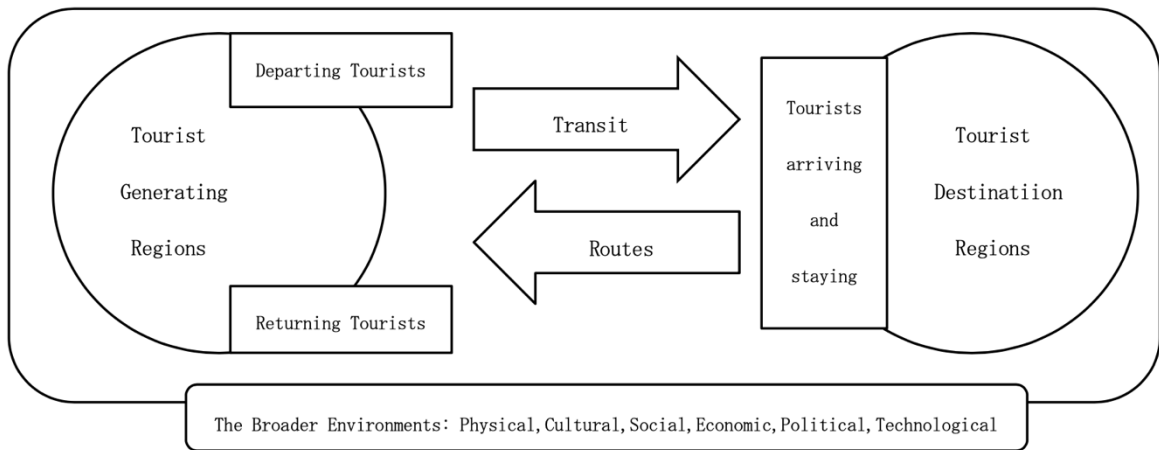 Departing Tourists
Tourist
Generating
Regions
Returning Tourists
Transit
Routes
Tourists
arriving
and
staying
Tourist
Destinatiion
Regions
The Broader Environments: Physical,Cultural,Social,Economic,Political,Technological